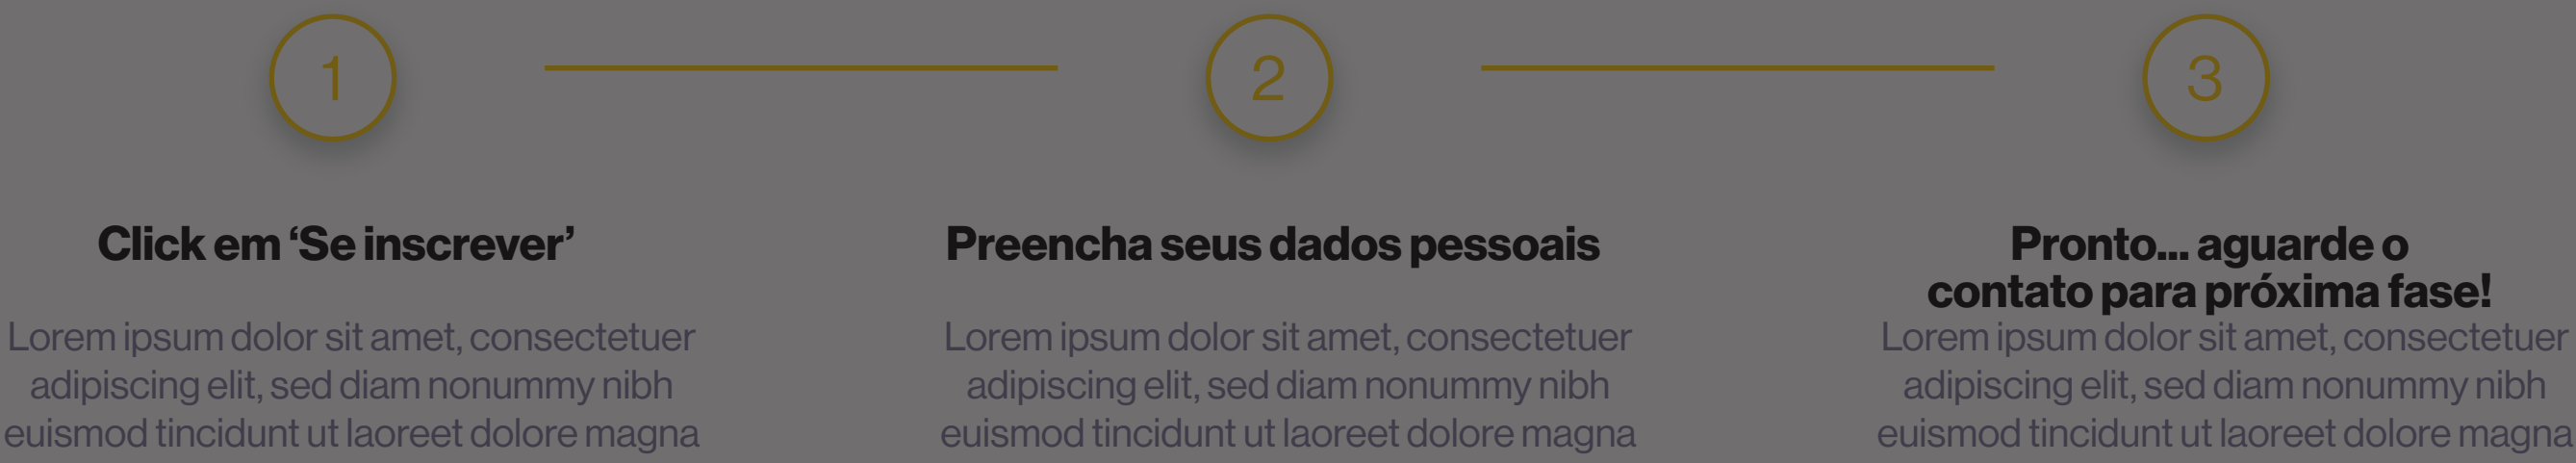 1
2
3
Click em ‘Se inscrever’
Lorem ipsum dolor sit amet, consectetuer
adipiscing elit, sed diam nonummy nibh
euismod tincidunt ut laoreet dolore magna
Preencha seus dados pessoais
Lorem ipsum dolor sit amet, consectetuer
adipiscing elit, sed diam nonummy nibh
euismod tincidunt ut laoreet dolore magna
Pronto... aguarde o
contato para próxima fase!
Lorem ipsum dolor sit amet, consectetuer
adipiscing elit, sed diam nonummy nibh
euismod tincidunt ut laoreet dolore magna